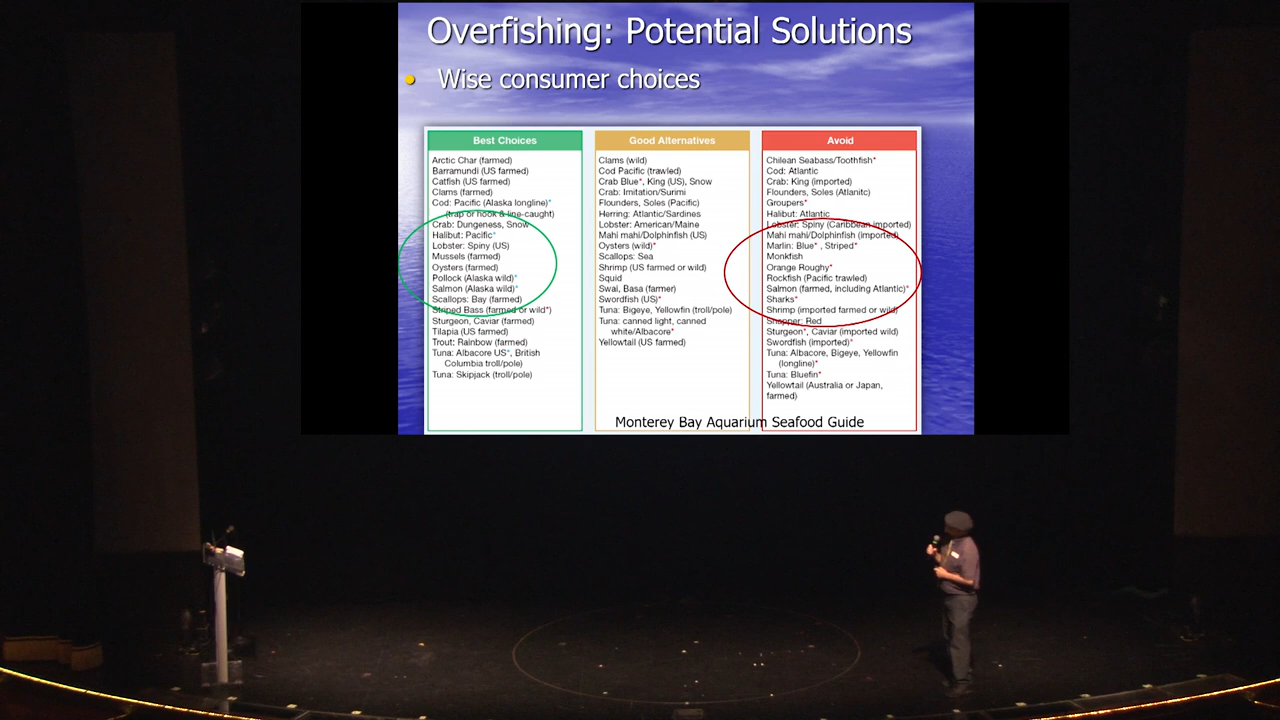 Overfishing: Potential Solutions
• Wise consumer choices
Best Choices
Arctic Char (farmed)
Barramundi (US farmed)
Catfish (US farmed)
Clams (farmed)
Cod: Pacific (Alaska longline)*
(trap or hook & line-caught)
Crab: Dungeness, Snow
Halibut: Pacific*
Lobster: Spiny (US)
Mussels (farmed)
Oysters (farmed)
Pollock (Alaska wild)*
Salmon (Alaska wild)*
Scallops: Bay (farmed)
Striped Bass (farmed or wild*)
Sturgeon, Caviar (farmed)
Tilapia (US farmed)
Trout: Rainbow (farmed)
Tuna: Albacore US*, British
Columbia troll/pole)
Tuna: Skipjack (troll/pole)
Good Alternatives
Clams (wild)
Cod Pacific (trawled)
Crab Blue*, King (US), Snow
Crab: Imitation/Surimi
Flounders, Soles (Pacific)
Herring: Atlantic/Sardines
Lobster: American/Maine
Mahi mahi/Dolphinfish (US)
Oysters (wild)*
Scallops: Sea
Shrimp (US farmed or wild)
Squid
Swai, Basa (farmer)
Swordfish (US)*
Tuna: Bigeye, Yellowfin (troll/pole)
Tuna: canned light, canned
white/Albacore*
Yellowtail (US farmed)
Avoid
Chilean Seabass/Toothfish*
Cod: Atlantic
Crab: King (imported)
Flounders, Soles (Atlanitc)
Groupers*
Halibut: Atlantic
Lobster: Spiny (Caribbean imported)
Mahi mahi/Dolphinfish (imported)
Marlin: Blue* , Striped*
Monkfish
Orange Roughy*
Rockfish (Pacific trawled)
Salmon (farmed, including Atlantic)*
Sharks*
Shrimp (imported farmed or wild)
Snapper: Red
Sturgeon*, Caviar (imported wild)
Swordfish (imported)*
Tuna: Albacore, Bigeye, Yellowfin
(longline)*
Tuna: Bluefin*
Yellowtail (Australia or Japan,
farmed)
Monterey Bay Aquarium Seafood Guide